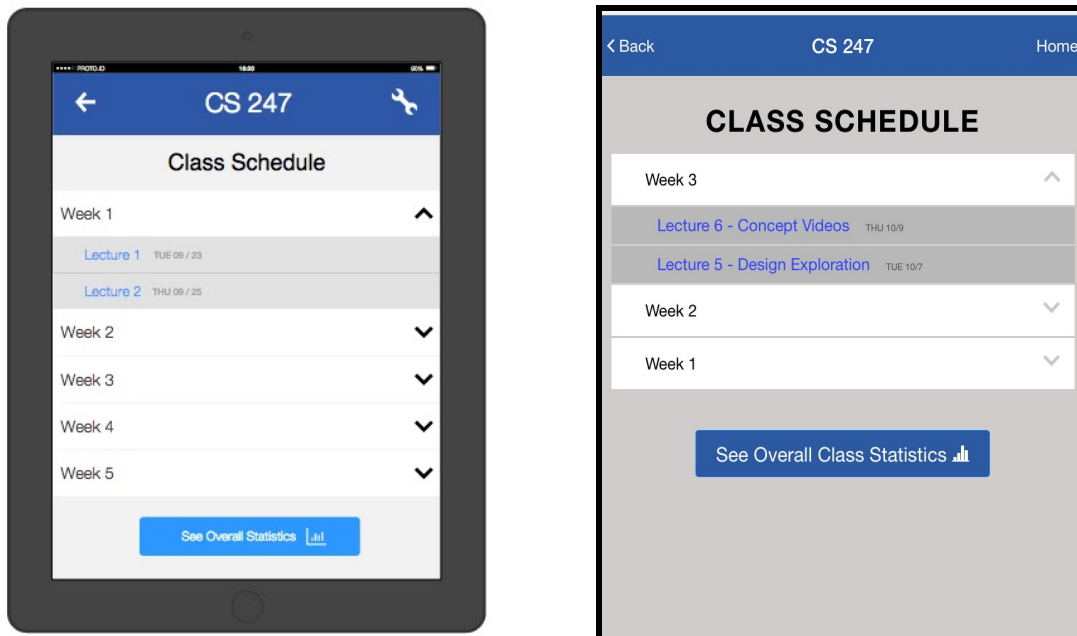 PROTO.IO 16:20 90%
CS 247
Class Schedule
Week 1
Lecture 1 TUE 09 / 23
Lecture 2 THU 09 / 25
Week 2
Week 3
Week 4
Week 5
See Overall Statistics
Back CS 247 Home
CLASS SCHEDULE
Week 3
Lecture 6 - Concept Videos THU 10/9
Lecture 5 - Design Exploration TUE 10/7
Week 2
Week 1
See Overall Class Statistics